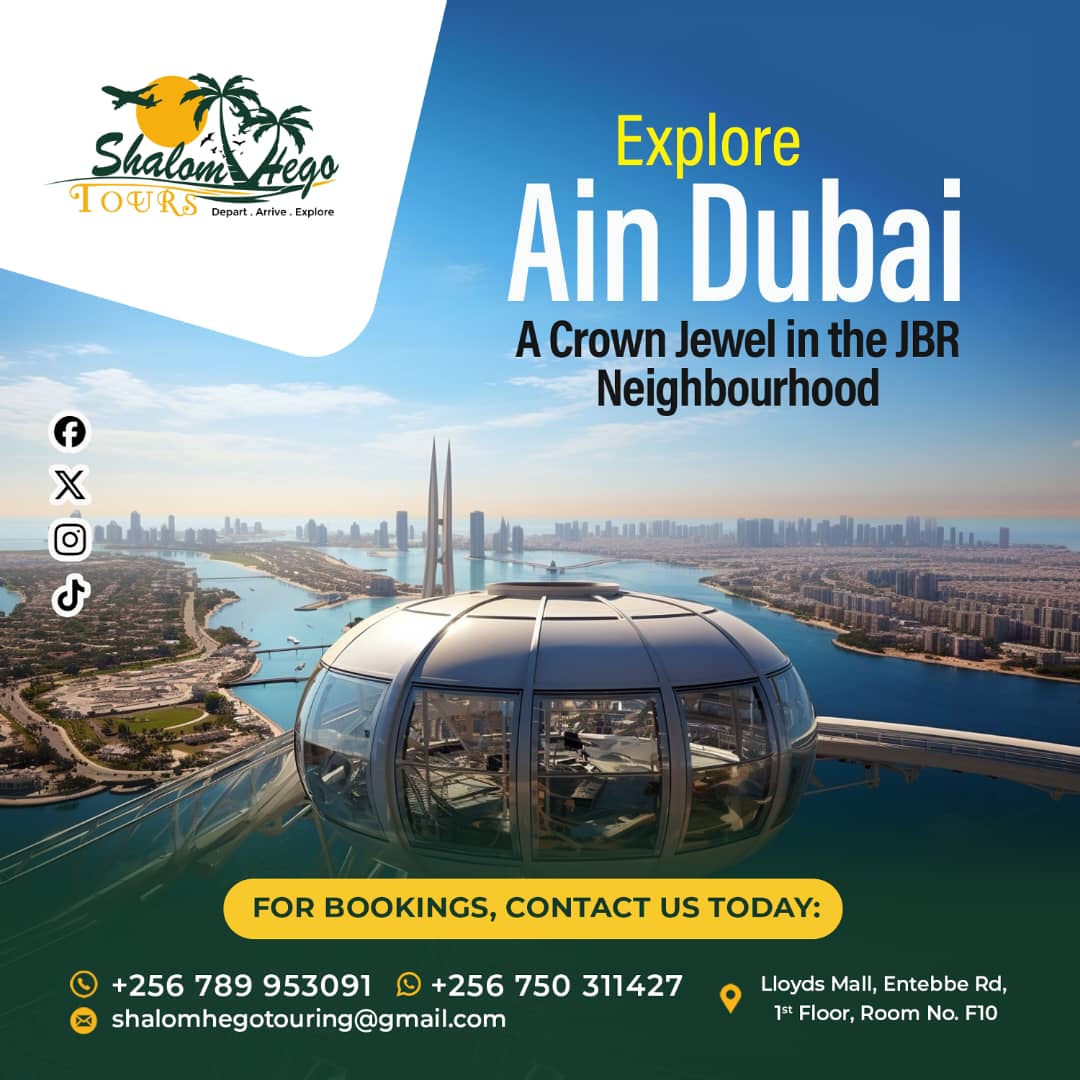 Shalom Hego
TOURS
Depart . Arrive . Explore
Explore
Ain Dubai
A Crown Jewel in the JBR
Neighbourhood
FOR BOOKINGS, CONTACT US TODAY:
+256 789 953091 +256 750 311427
shalomhegotouring@gmail.com
Lloyds Mall, Entebbe Rd,
1st Floor, Room No. F10